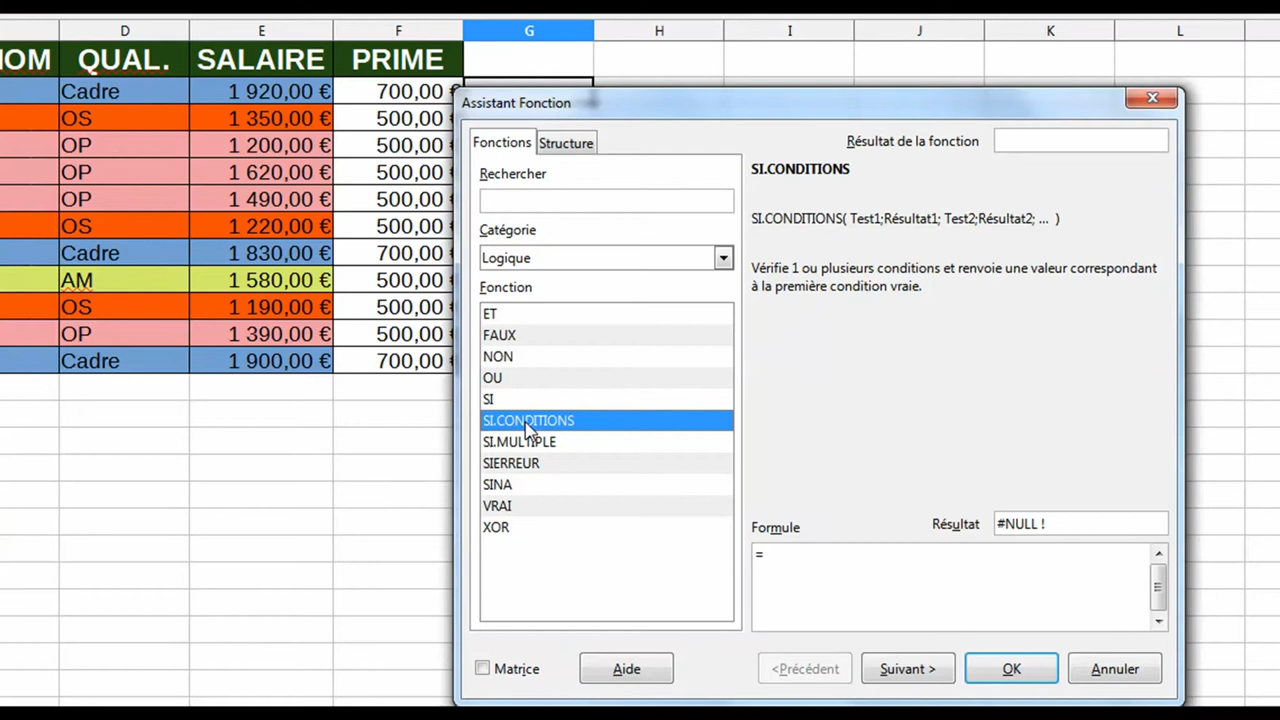 D E F G H I J K L
OM QUAL. SALAIRE PRIME
Cadre 1 920,00 € 700,00 €
OS 1 350,00 € 500,00 €
OP 1 200,00 € 500,00 €
OP 1 620,00 € 500,00 €
OP 1 490,00 € 500,00 €
OS 1 220,00 € 500,00 €
Cadre 1 830,00 € 700,00 €
AM 1 580,00 € 500,00 €
OS 1 190,00 € 500,00 €
OP 1 390,00 € 500,00 €
Cadre 1 900,00 € 700,00 €
Assistant Fonction
Fonctions Structure
Rechercher
Catégorie
Logique
Fonction
ET
FAUX
NON
OU
SI
SI.CONDITIONS
SI.MULTIPLE
SIERREUR
SINA
VRAI
XOR
Résultat de la fonction
SI.CONDITIONS
SI.CONDITIONS( Test1;Résultat1; Test2;Résultat2; ... )
Vérifie 1 ou plusieurs conditions et renvoie une valeur correspondant
à la première condition vraie.
Formule Résultat #NULL !
=
Matrice Aide <Précédent Suivant > OK Annuler